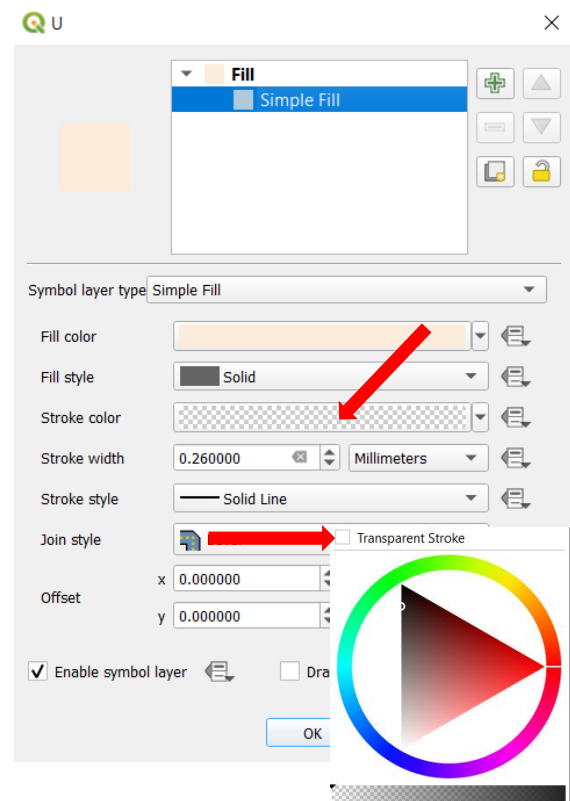 U
Fill
Simple Fill
Symbol layer type Simple Fill
Fill color
Fill style Solid
Stroke color
Stroke width 0.260000 Millimeters
Stroke style Solid Line
Join style
Transparent Stroke
Offset
x 0.000000
y 0.000000
Enable symbol layer Dra
OK